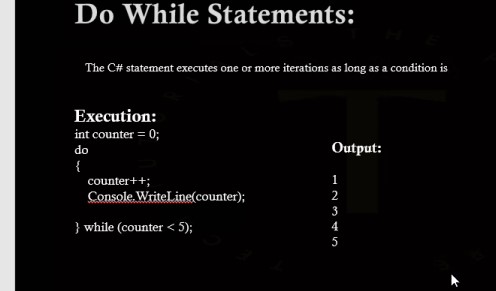 Do While Statements:
The C# statement executes one or more iterations as long as a condition is
Execution:
int counter = 0;
do
{
counter++;
Console.WriteLine(counter);
} while (counter < 5);
Output:
1
2
3
4
5